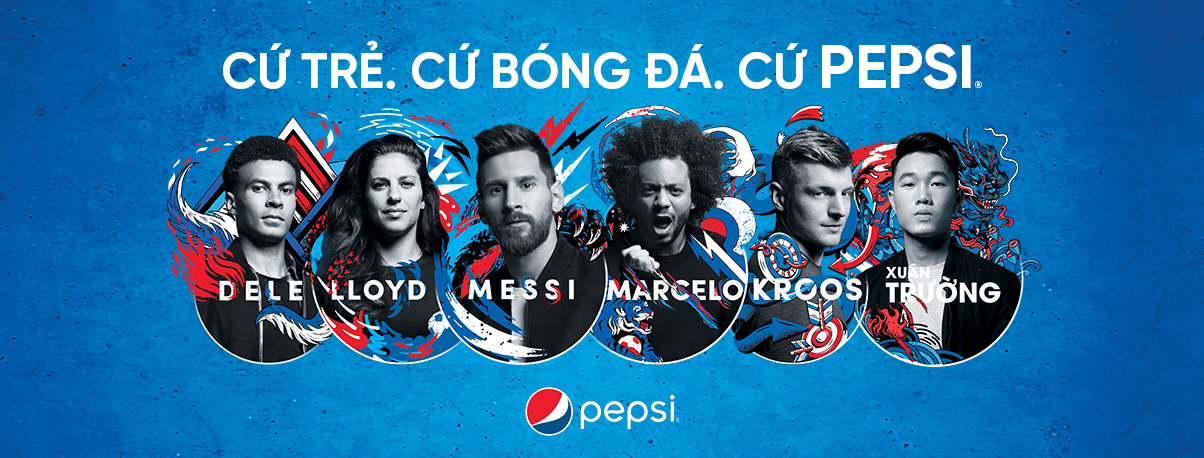 CỨ TRẺ. CỨ BÓNG ĐÁ. CỨ PEPSI®
DELE
LLOYD
MESSI
MARCELO
KROOS
XUÂN
TRƯỜNG
pepsi®